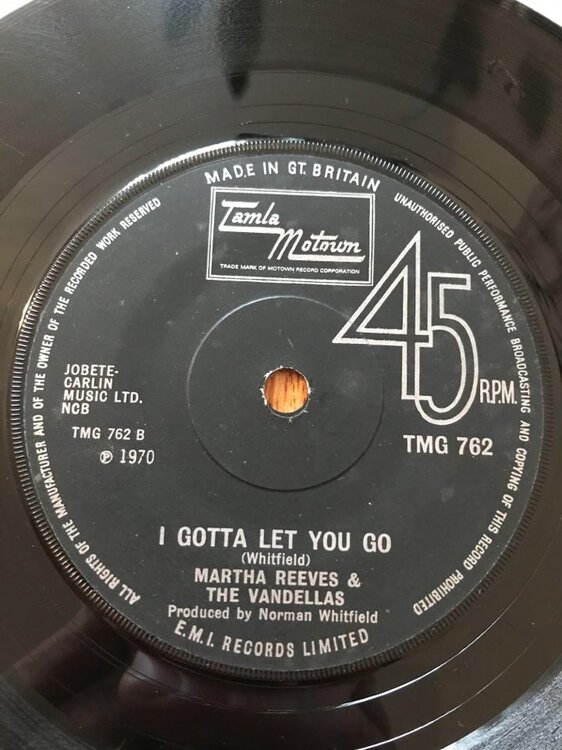 MADE IN GT. BRITAIN
Tamla
Motown
TRADE MARK OF MOTOWN RECORD CORPORATION
45
R.P.M.
TMG 762
JOBETE-
CARLIN
MUSIC LTD.
NCB
TMG 762 B
Ⓟ 1970
I GOTTA LET YOU GO
(Whitfield)
MARTHA REEVES &
THE VANDELLAS
Produced by Norman Whitfield
E.M.I. RECORDS LIMITED
ALL RIGHTS OF THE MANUFACTURER AND OF THE OWNER OF THE RECORDED WORK RESERVED
UNAUTHORISED PUBLIC PERFORMANCE BROADCASTING AND COPYING OF THIS RECORD PROHIBITED